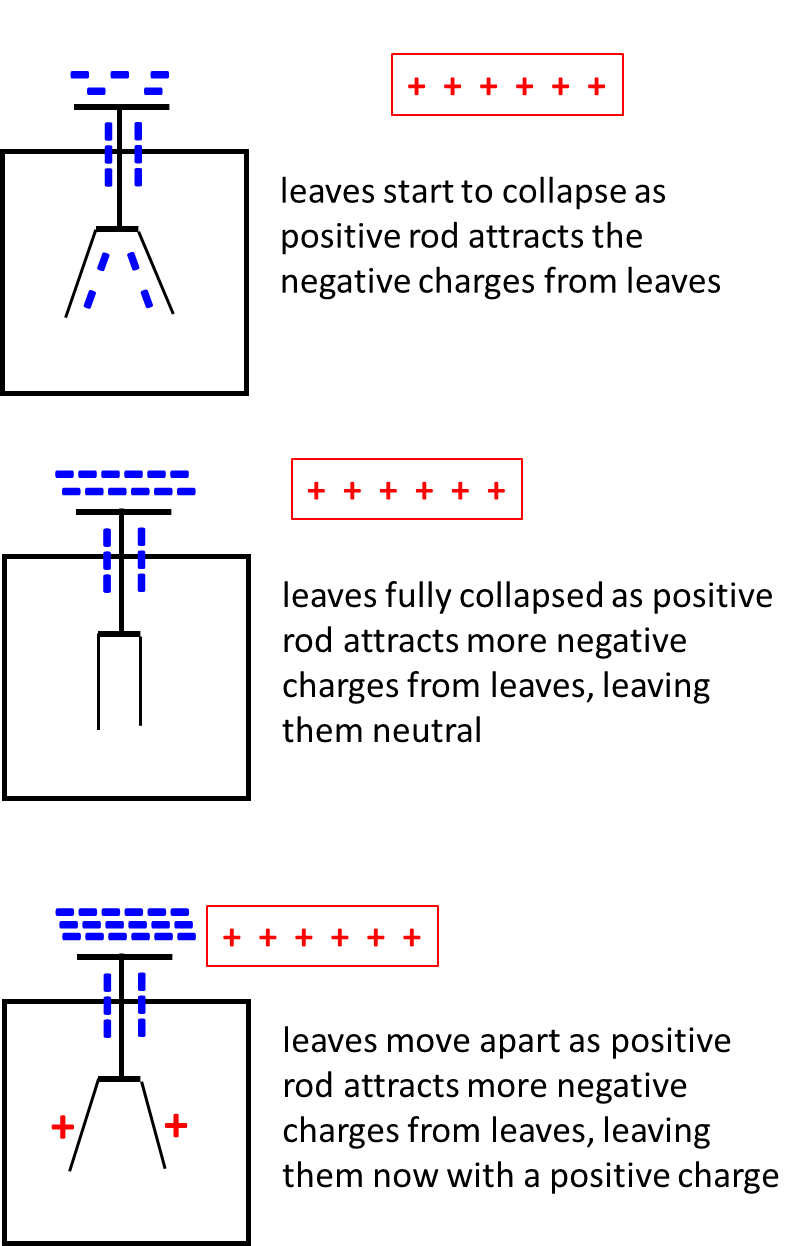 + + + + + +
leaves start to collapse as
positive rod attracts the
negative charges from leaves
+ + + + + +
leaves fully collapsed as positive
rod attracts more negative
charges from leaves, leaving
them neutral
+ + + + + +
leaves move apart as positive
rod attracts more negative
charges from leaves, leaving
them now with a positive charge
+ +